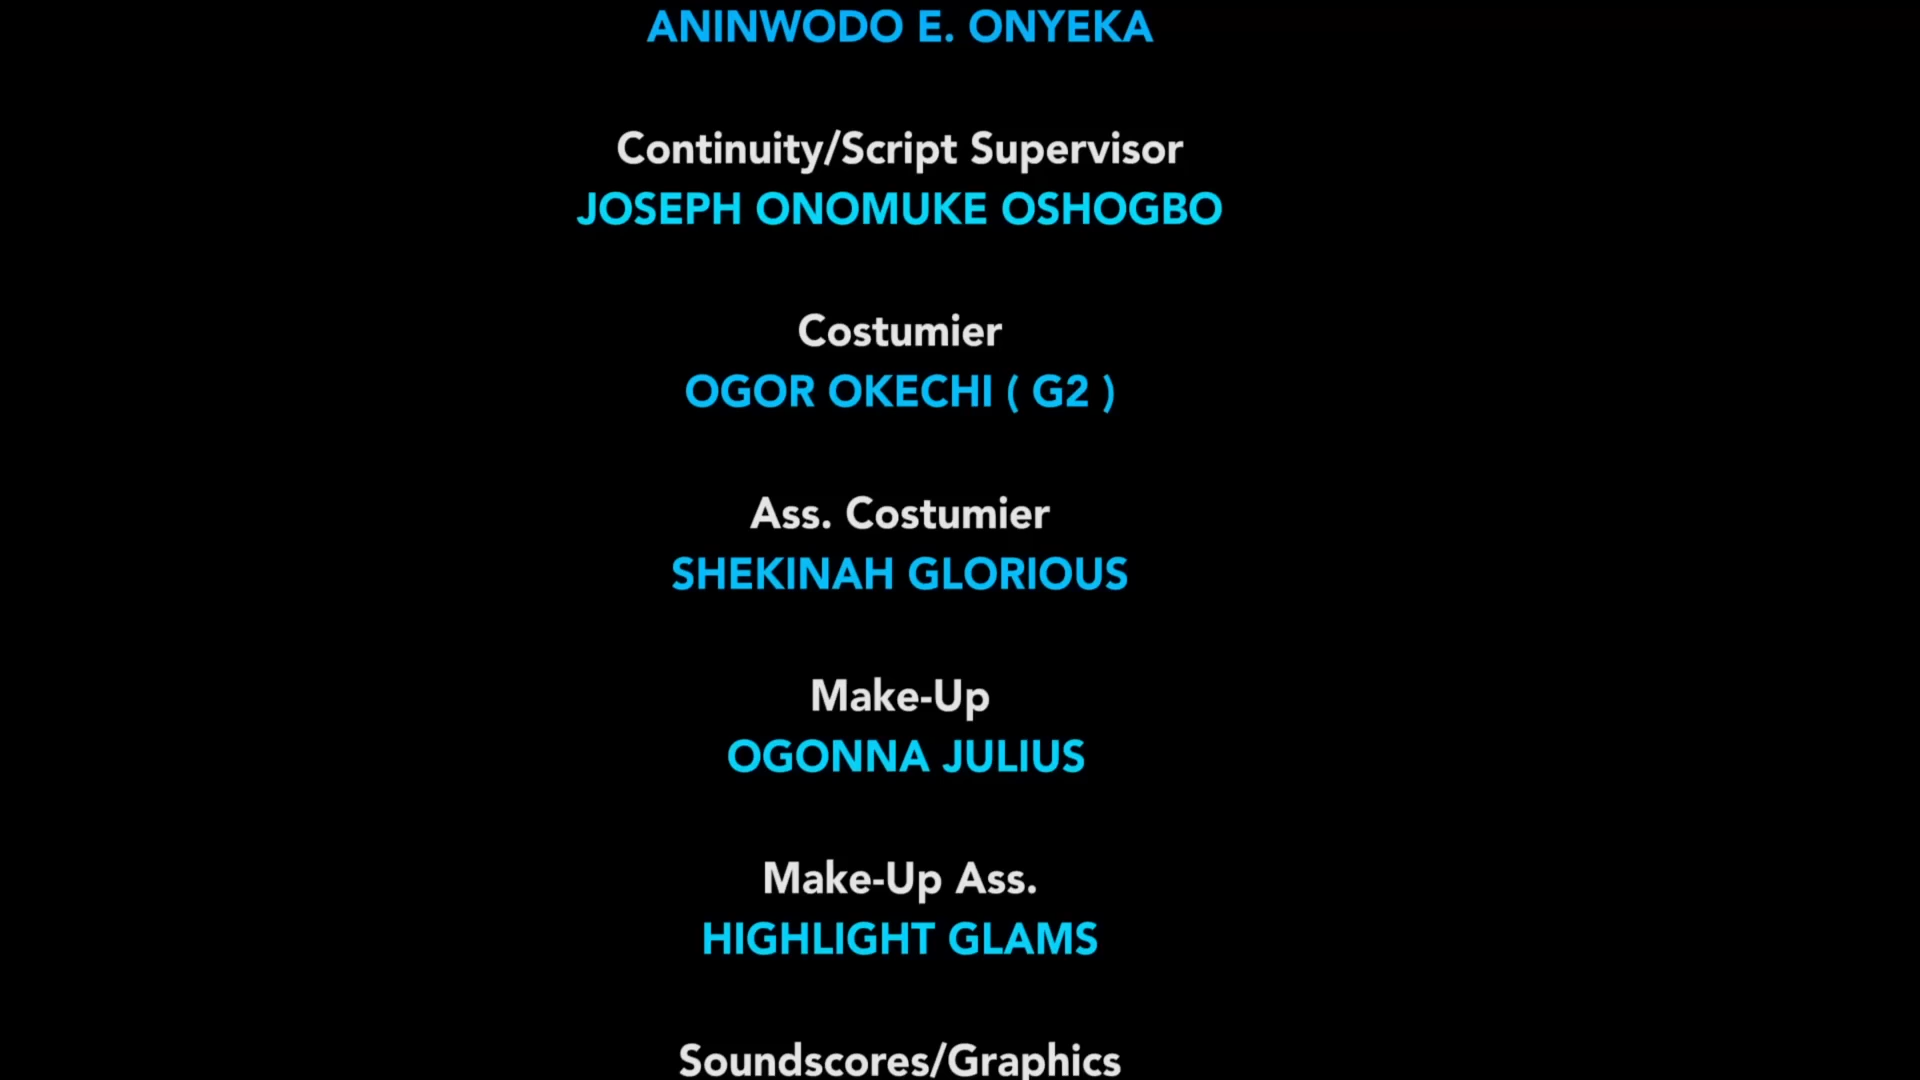 ANINWODO E. ONYEKA
Continuity/Script Supervisor
JOSEPH ONOMUKE OSHOGBO
Costumier
OGOR OKECHI ( G2 )
Ass. Costumier
SHEKINAH GLORIOUS
Make-Up
OGONNA JULIUS
Make-Up Ass.
HIGHLIGHT GLAMS
Soundscores/Graphics